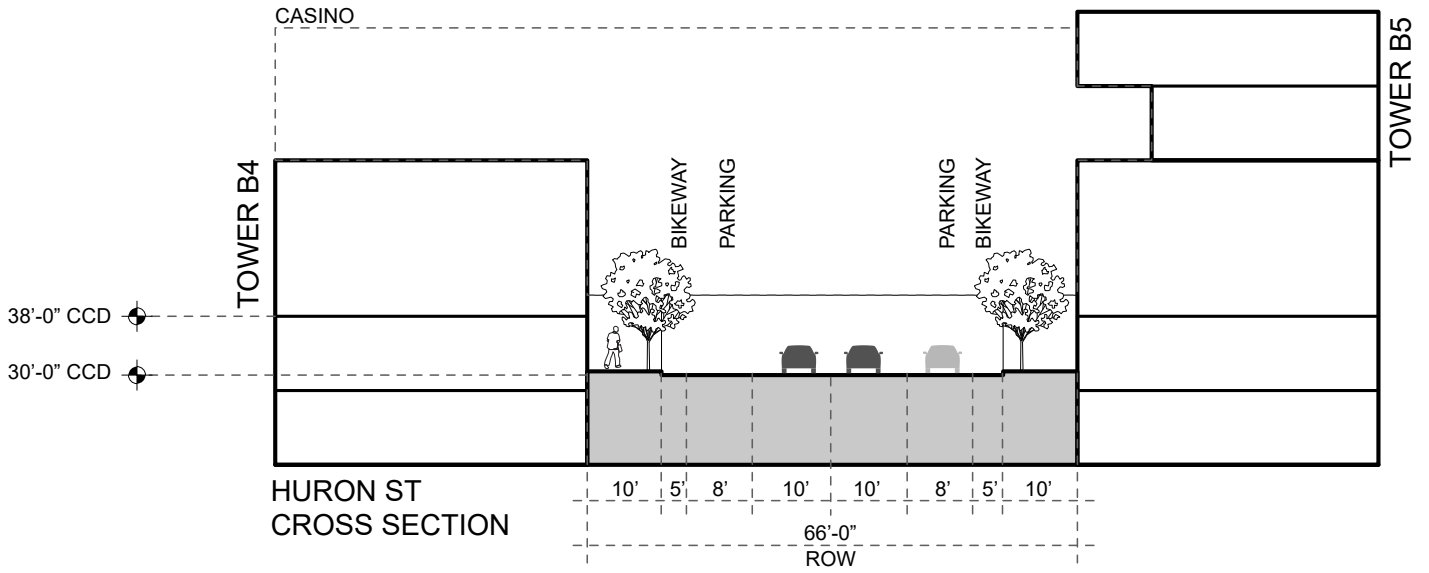 CASINO
TOWER B5
TOWER B4
BIKEWAY
PARKING
PARKING
BIKEWAY
38’-0” CCD
30’-0” CCD
10’ 5’ 8’ 10’ 10’ 8’ 5’ 10’
HURON ST
CROSS SECTION
66’-0”
ROW